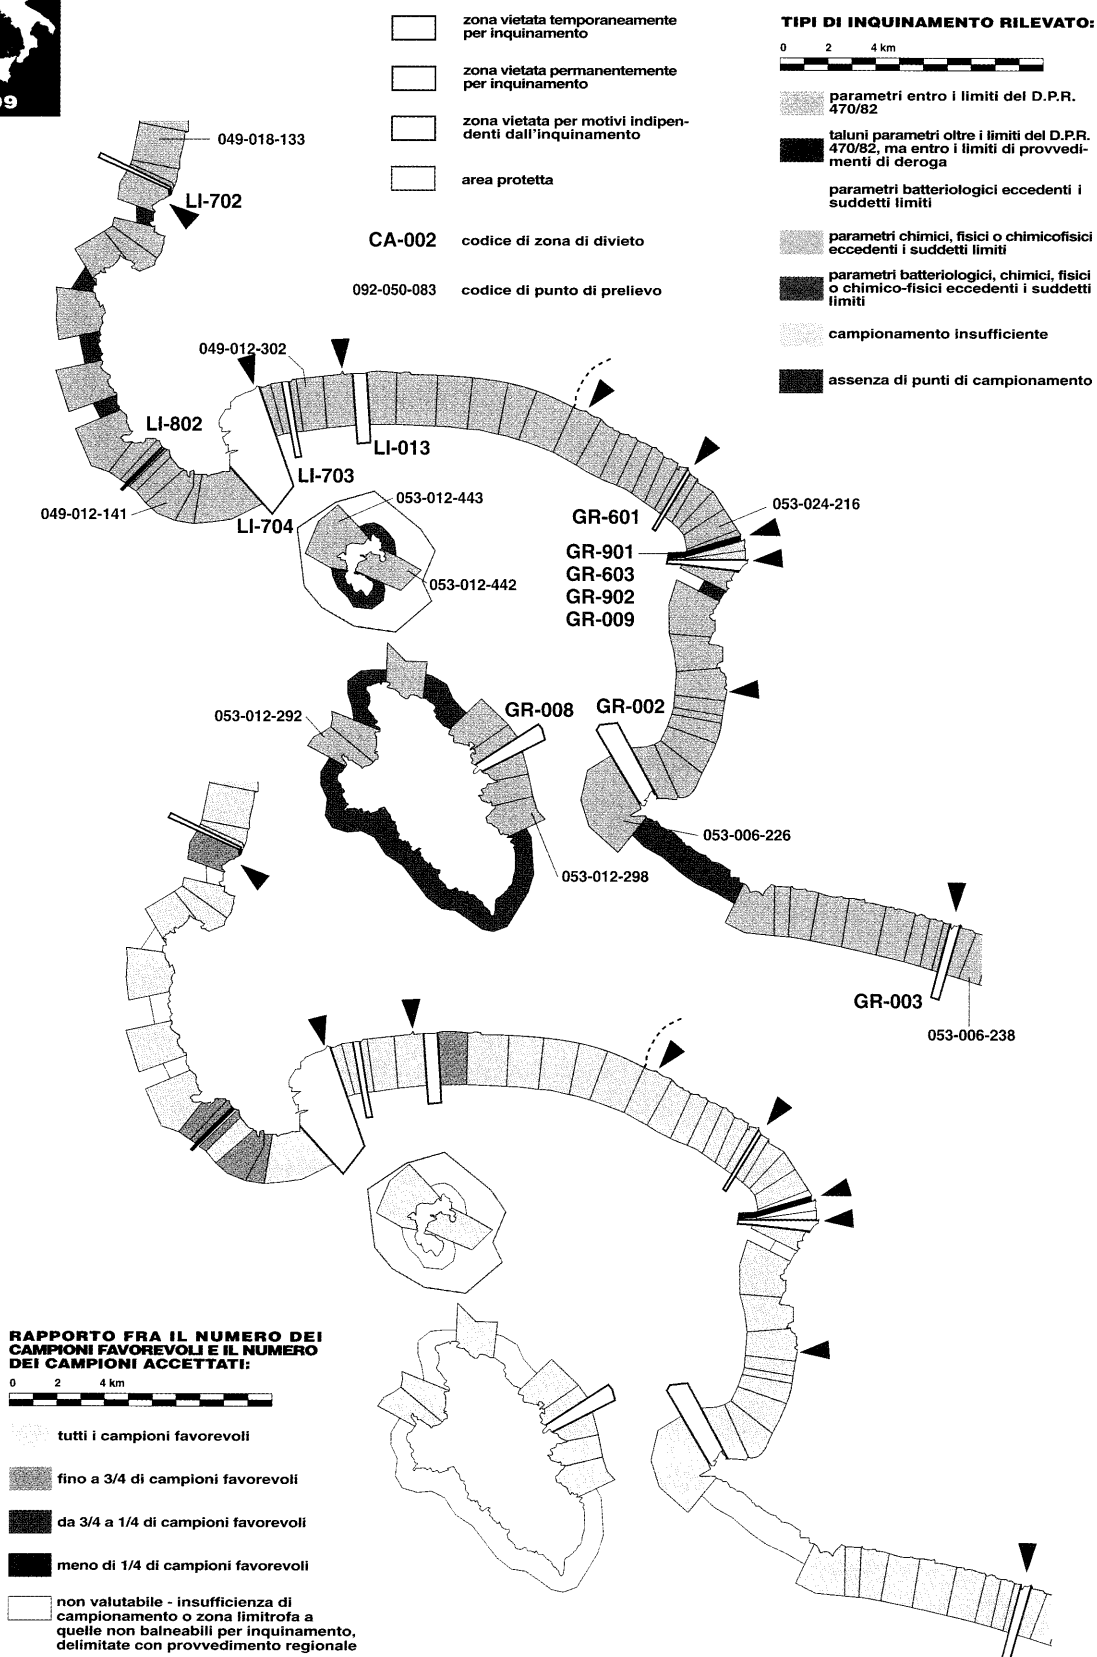 09
zona vietata temporaneamente
per inquinamento
zona vietata permanentemente
per inquinamento
zona vietata per motivi indipen-
denti dall'inquinamento
area protetta
CA-002 codice di zona di divieto
092-050-083 codice di punto di prelievo
TIPI DI INQUINAMENTO RILEVATO:
0 2 4 km
parametri entro i limiti del D.P.R.
470/82
taluni parametri oltre i limiti del D.P.R.
470/82, ma entro i limiti di provvedi-
menti di deroga
parametri batteriologici eccedenti i
suddetti limiti
parametri chimici, fisici o chimicofisici
eccedenti i suddetti limiti
parametri batteriologici, chimici, fisici
o chimico-fisici eccedenti i suddetti
limiti
campionamento insufficiente
assenza di punti di campionamento
049-018-133
LI-702
049-012-302
LI-802
LI-013
LI-703
049-012-141
LI-704
053-012-443
053-012-442
GR-601
053-024-216
GR-901
GR-603
GR-902
GR-009
053-012-292
GR-008
GR-002
053-006-226
053-012-298
GR-003
053-006-238
RAPPORTO FRA IL NUMERO DEI
CAMPIONI FAVOREVOLI E IL NUMERO
DEI CAMPIONI ACCETTATI:
0 2 4 km
tutti i campioni favorevoli
fino a 3/4 di campioni favorevoli
da 3/4 a 1/4 di campioni favorevoli
meno di 1/4 di campioni favorevoli
non valutabile - insufficienza di
campionamento o zona limitrofa a
quelle non balneabili per inquinamento,
delimitate con provvedimento regionale